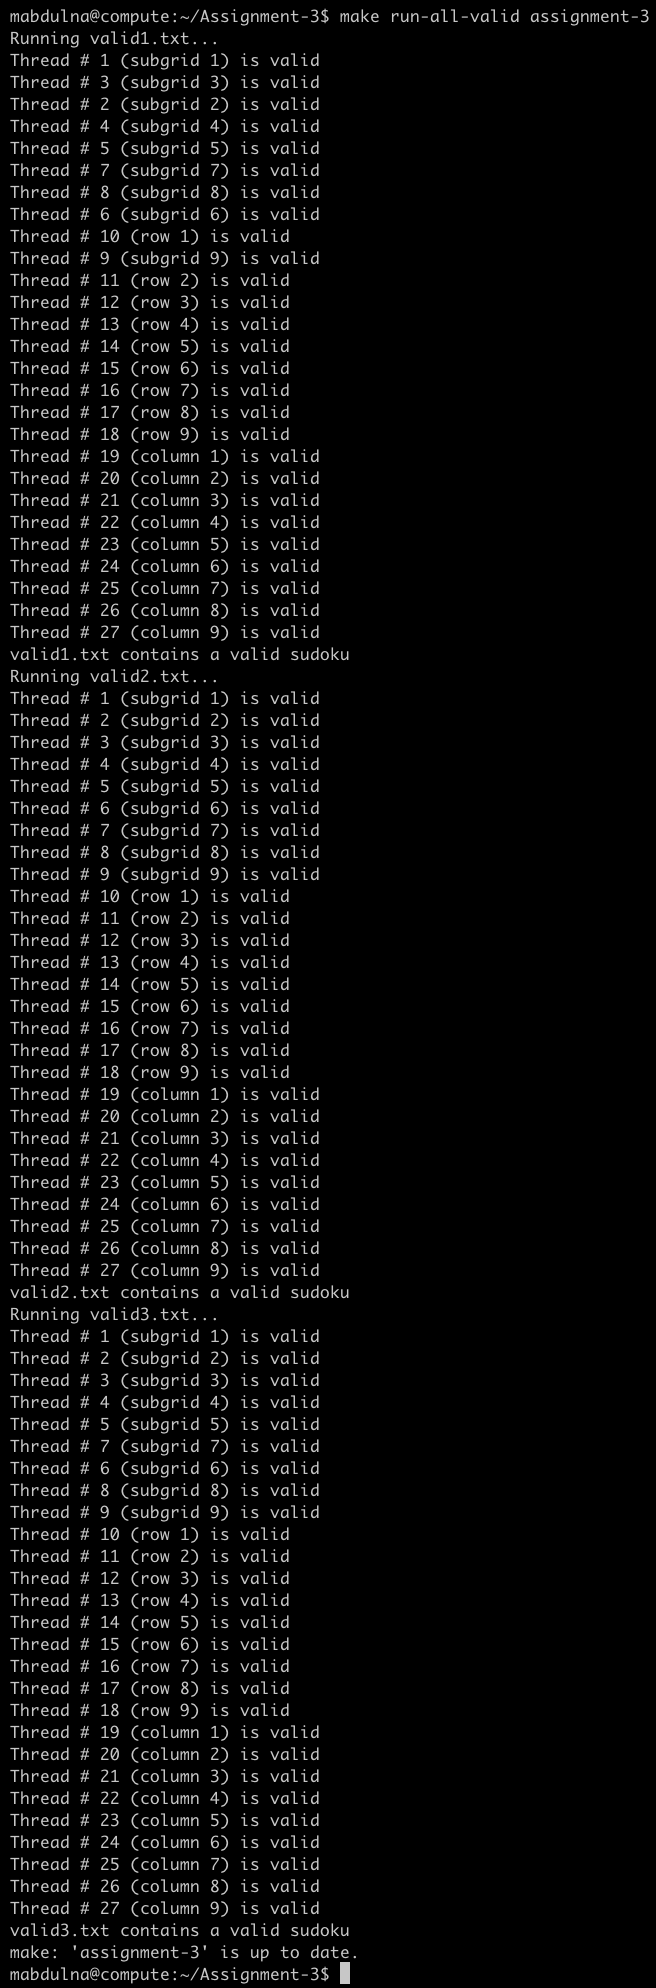 mabdulna@compute:~/Assignment-3$ make run-all-valid assignment-3
Running valid1.txt...
Thread # 1 (subgrid 1) is valid
Thread # 3 (subgrid 3) is valid
Thread # 2 (subgrid 2) is valid
Thread # 4 (subgrid 4) is valid
Thread # 5 (subgrid 5) is valid
Thread # 7 (subgrid 7) is valid
Thread # 8 (subgrid 8) is valid
Thread # 6 (subgrid 6) is valid
Thread # 10 (row 1) is valid
Thread # 9 (subgrid 9) is valid
Thread # 11 (row 2) is valid
Thread # 12 (row 3) is valid
Thread # 13 (row 4) is valid
Thread # 14 (row 5) is valid
Thread # 15 (row 6) is valid
Thread # 16 (row 7) is valid
Thread # 17 (row 8) is valid
Thread # 18 (row 9) is valid
Thread # 19 (column 1) is valid
Thread # 20 (column 2) is valid
Thread # 21 (column 3) is valid
Thread # 22 (column 4) is valid
Thread # 23 (column 5) is valid
Thread # 24 (column 6) is valid
Thread # 25 (column 7) is valid
Thread # 26 (column 8) is valid
Thread # 27 (column 9) is valid
valid1.txt contains a valid sudoku
Running valid2.txt...
Thread # 1 (subgrid 1) is valid
Thread # 2 (subgrid 2) is valid
Thread # 3 (subgrid 3) is valid
Thread # 4 (subgrid 4) is valid
Thread # 5 (subgrid 5) is valid
Thread # 6 (subgrid 6) is valid
Thread # 7 (subgrid 7) is valid
Thread # 8 (subgrid 8) is valid
Thread # 9 (subgrid 9) is valid
Thread # 10 (row 1) is valid
Thread # 11 (row 2) is valid
Thread # 12 (row 3) is valid
Thread # 13 (row 4) is valid
Thread # 14 (row 5) is valid
Thread # 15 (row 6) is valid
Thread # 16 (row 7) is valid
Thread # 17 (row 8) is valid
Thread # 18 (row 9) is valid
Thread # 19 (column 1) is valid
Thread # 20 (column 2) is valid
Thread # 21 (column 3) is valid
Thread # 22 (column 4) is valid
Thread # 23 (column 5) is valid
Thread # 24 (column 6) is valid
Thread # 25 (column 7) is valid
Thread # 26 (column 8) is valid
Thread # 27 (column 9) is valid
valid2.txt contains a valid sudoku
Running valid3.txt...
Thread # 1 (subgrid 1) is valid
Thread # 2 (subgrid 2) is valid
Thread # 3 (subgrid 3) is valid
Thread # 4 (subgrid 4) is valid
Thread # 5 (subgrid 5) is valid
Thread # 7 (subgrid 7) is valid
Thread # 6 (subgrid 6) is valid
Thread # 8 (subgrid 8) is valid
Thread # 9 (subgrid 9) is valid
Thread # 10 (row 1) is valid
Thread # 11 (row 2) is valid
Thread # 12 (row 3) is valid
Thread # 13 (row 4) is valid
Thread # 14 (row 5) is valid
Thread # 15 (row 6) is valid
Thread # 16 (row 7) is valid
Thread # 17 (row 8) is valid
Thread # 18 (row 9) is valid
Thread # 19 (column 1) is valid
Thread # 20 (column 2) is valid
Thread # 21 (column 3) is valid
Thread # 22 (column 4) is valid
Thread # 23 (column 5) is valid
Thread # 24 (column 6) is valid
Thread # 25 (column 7) is valid
Thread # 26 (column 8) is valid
Thread # 27 (column 9) is valid
valid3.txt contains a valid sudoku
make: 'assignment-3' is up to date.
mabdulna@compute:~/Assignment-3$